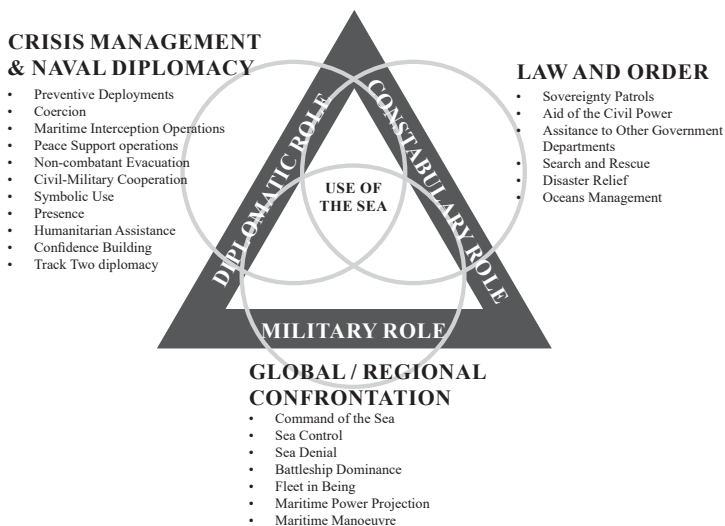 CRISIS MANAGEMENT
& NAVAL DIPLOMACY
• Preventive Deployments
• Coercion
• Maritime Interception Operations
• Peace Support operations
• Non-combatant Evacuation
• Civil-Military Cooperation
• Symbolic Use
• Presence
• Humanitarian Assistance
• Confidence Building
• Track Two diplomacy
DIPLOMATIC ROLE
CONSTABULARY ROLE
USE OF
THE SEA
MILITARY ROLE
LAW AND ORDER
• Sovereignty Patrols
• Aid of the Civil Power
• Assitance to Other Government
Departments
• Search and Rescue
• Disaster Relief
• Oceans Management
GLOBAL / REGIONAL
CONFRONTATION
• Command of the Sea
• Sea Control
• Sea Denial
• Battleship Dominance
• Fleet in Being
• Maritime Power Projection
• Maritime Manoeuvre